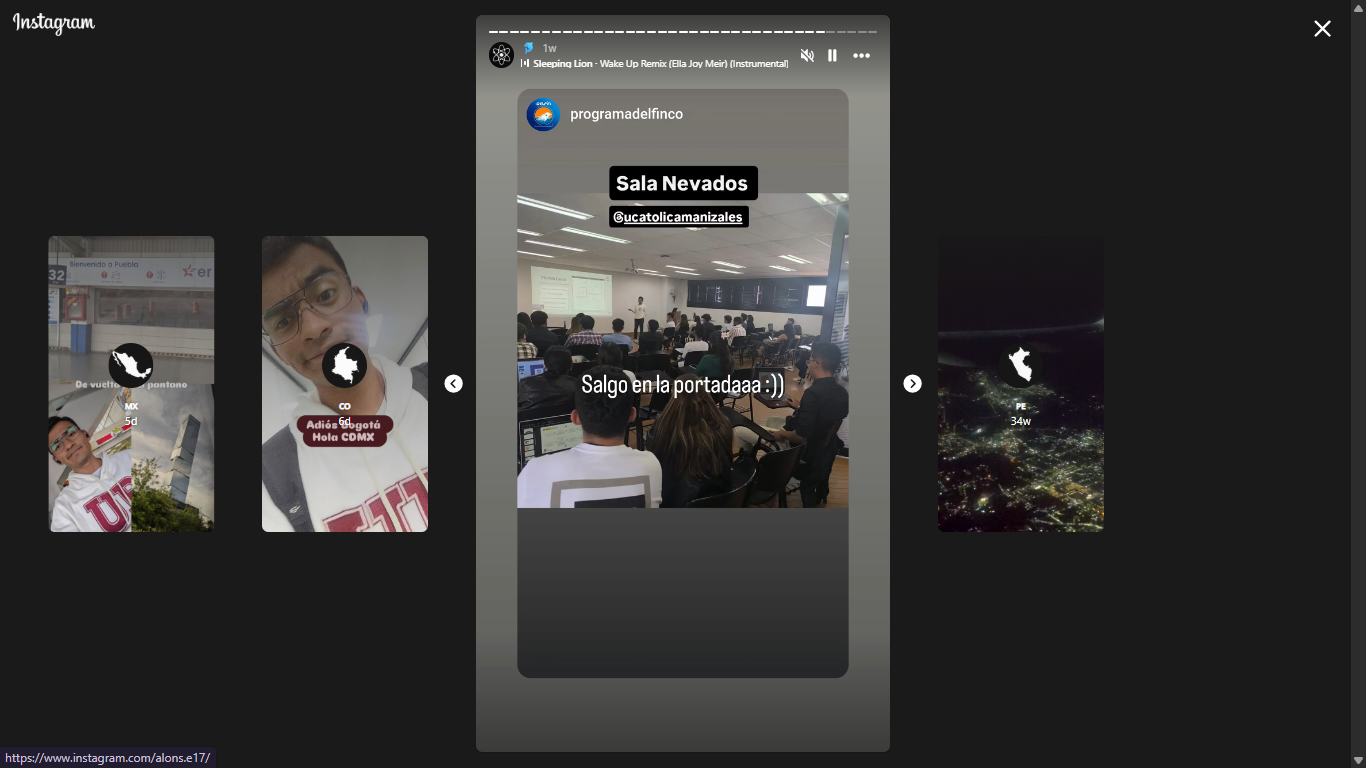 Instagram
1w
Sleeping Lion · Wake Up Remix (Ella Joy Meir) (Instrumental)
programadelfinco
Sala Nevados
@ucatolicamanizales
Salgo en la portadaaa :))
Bienvenido a Puebla
32
er
De vuelta pantano
MX
5d
CO
6d
Adiós Bogotá
Hola CDMX
PE
34w
https://www.instagram.com/alons.e17/